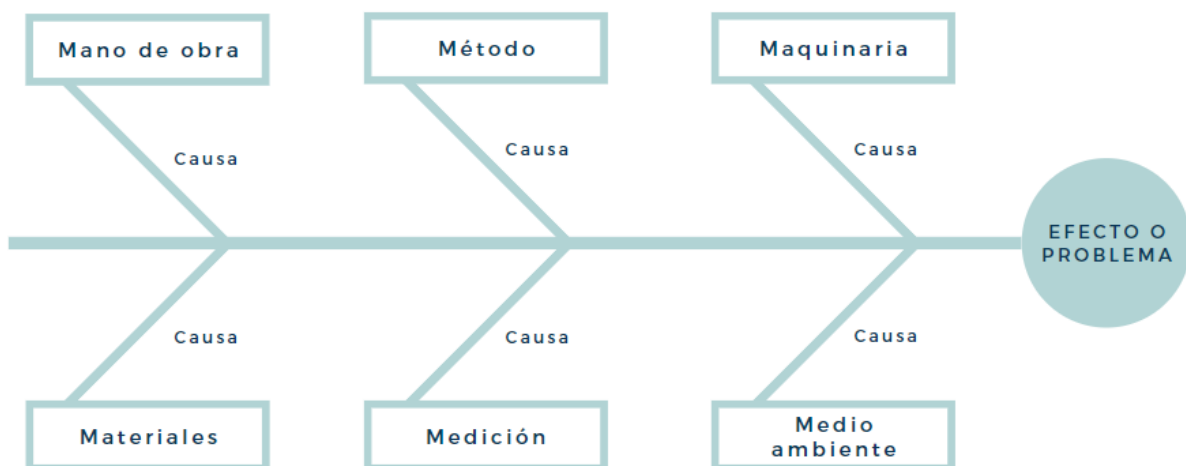 Mano de obra
Método
Maquinaria
Causa
Causa
Causa
EFECTO O
PROBLEMA
Causa
Causa
Causa
Materiales
Medición
Medio
ambiente